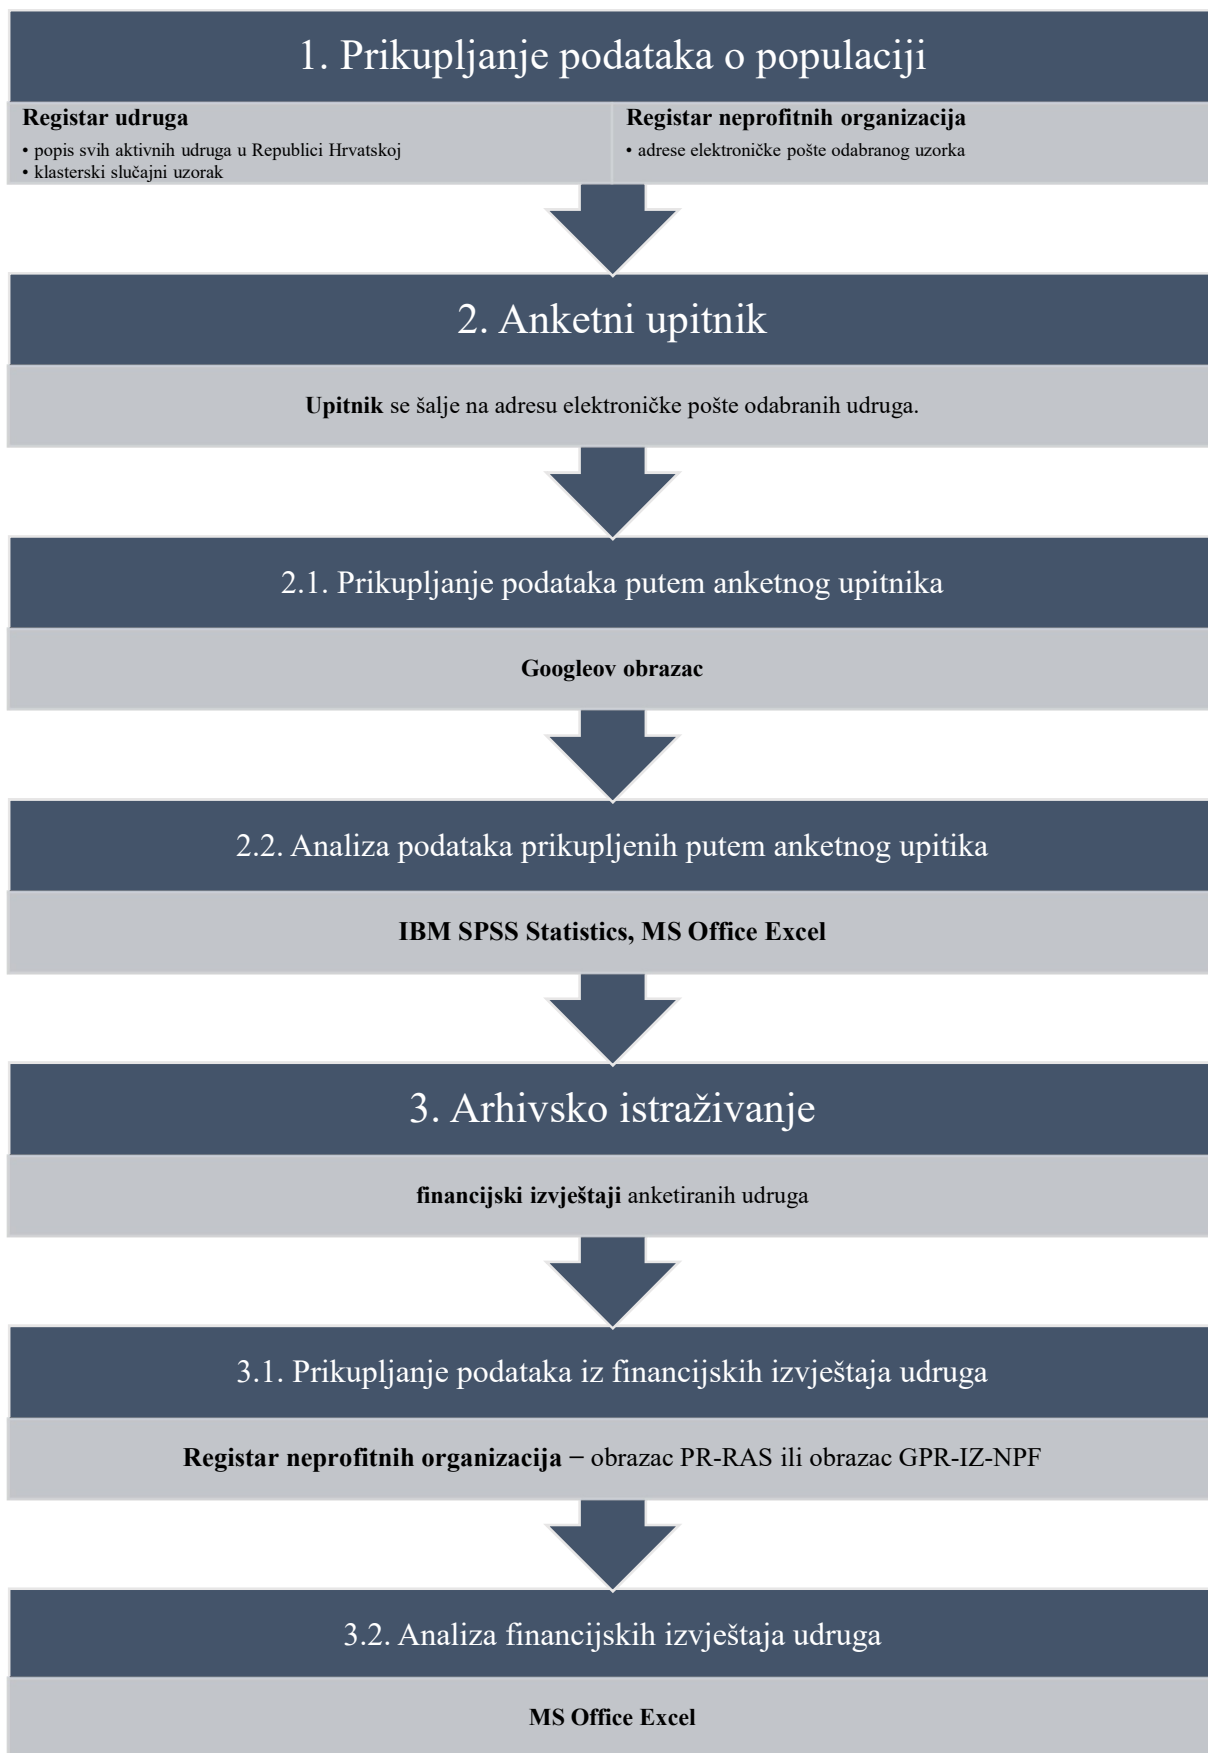 1. Prikupljanje podataka o populaciji
Registar udruga
• popis svih aktivnih udruga u Republici Hrvatskoj
• klasterski slučajni uzorak
Registar neprofitnih organizacija
• adrese elektroničke pošte odabranog uzorka
2. Anketni upitnik
Upitnik se šalje na adresu elektroničke pošte odabranih udruga.
2.1. Prikupljanje podataka putem anketnog upitnika
Googleov obrazac
2.2. Analiza podataka prikupljenih putem anketnog upitika
IBM SPSS Statistics, MS Office Excel
3. Arhivsko istraživanje
financijski izvještaji anketiranih udruga
3.1. Prikupljanje podataka iz financijskih izvještaja udruga
Registar neprofitnih organizacija − obrazac PR-RAS ili obrazac GPR-IZ-NPF
3.2. Analiza financijskih izvještaja udruga
MS Office Excel